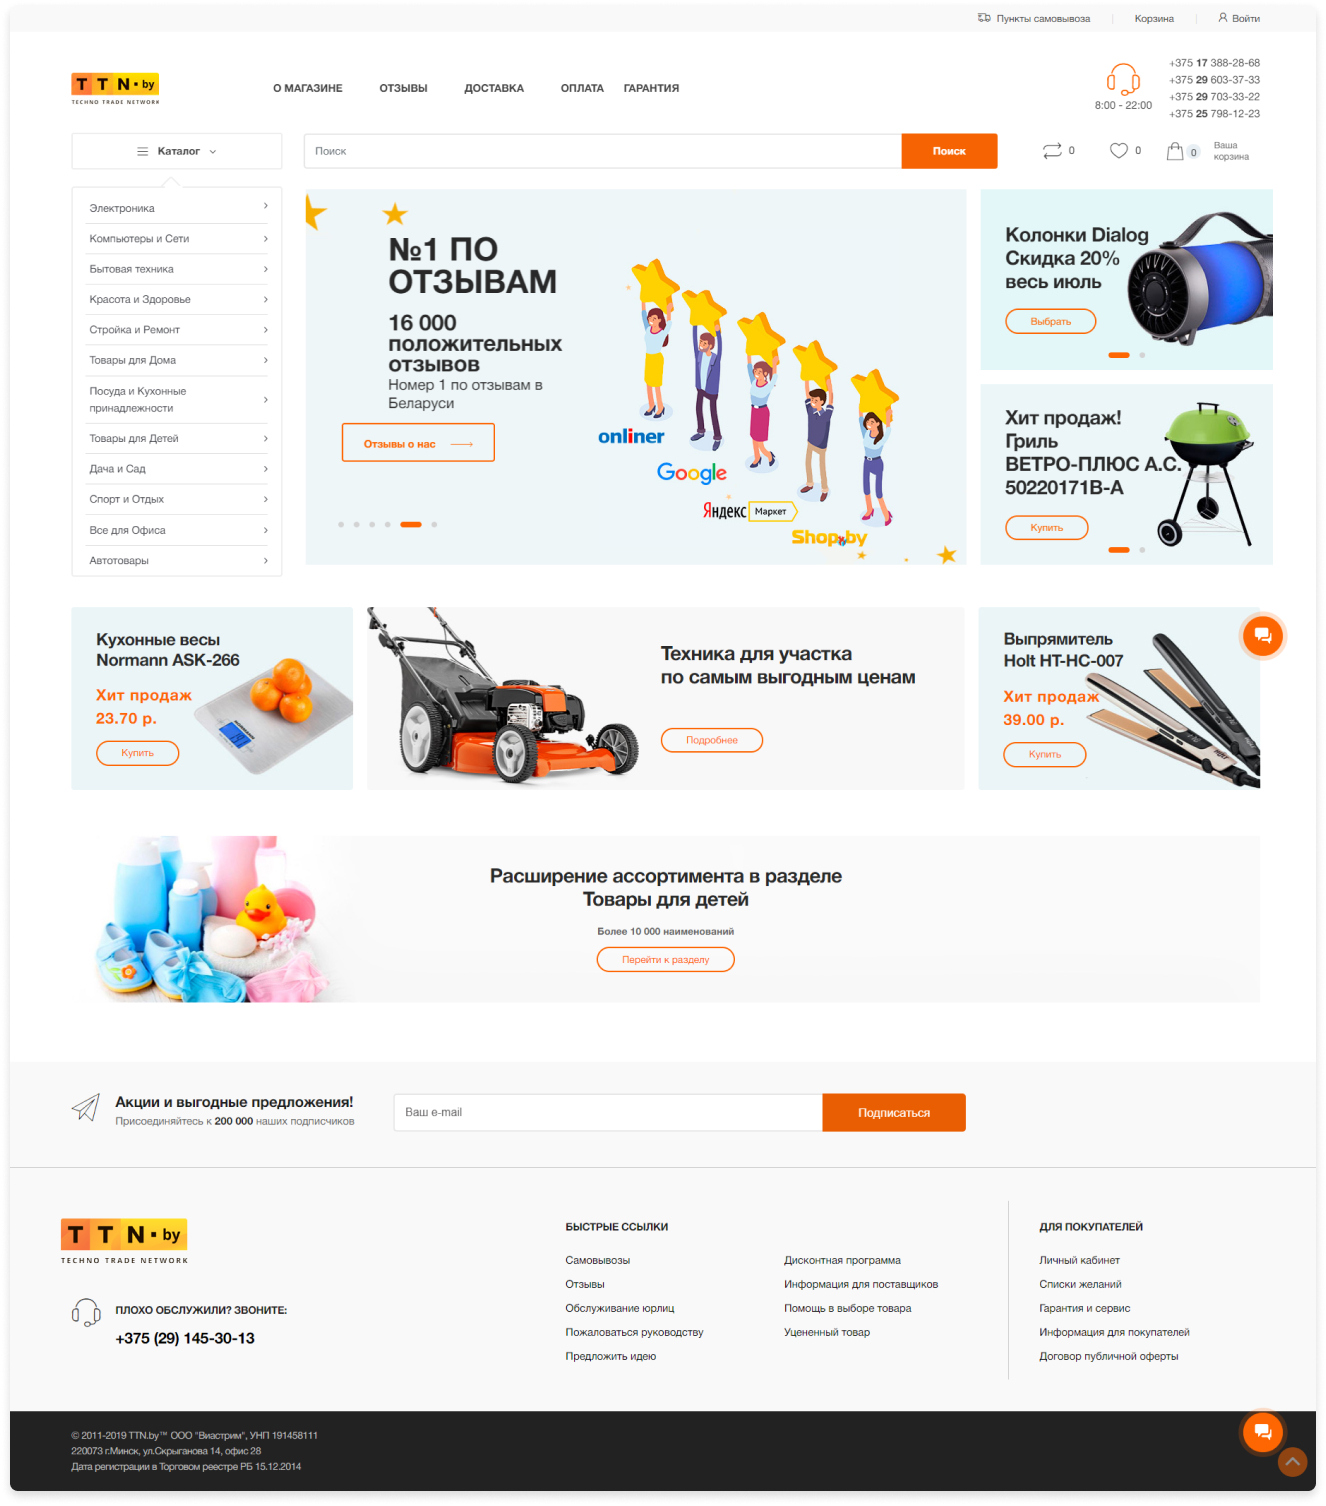 Пункты самовывоза
Корзина
Войти
T T N by
TECHNO TRADE NETWORK
О МАГАЗИНЕ
ОТЗЫВЫ
ДОСТАВКА
ОПЛАТА
ГАРАНТИЯ
8:00 - 22:00
+375 17 388-28-68
+375 29 603-37-33
+375 29 703-33-22
+375 25 798-12-23
Каталог
Поиск
Поиск
0
0
0
Ваша
корзина
Электроника
Компьютеры и Сети
Бытовая техника
Красота и Здоровье
Стройка и Ремонт
Товары для Дома
Посуда и Кухонные
принадлежности
Товары для Детей
Дача и Сад
Спорт и Отдых
Все для Офиса
Автотовары
№1 ПО
ОТЗЫВАМ
16 000
положительных
отзывов
Номер 1 по отзывам в
Беларуси
Отзывы о нас
onliner
Google
Яндекс Маркет
Shop.by
Колонки Dialog
Скидка 20%
весь июль
Выбрать
Хит продаж!
Гриль
ВЕТРО-ПЛЮС А.С.
50220171В-А
Купить
Кухонные весы
Normann ASK-266
Хит продаж
23.70 р.
Купить
Техника для участка
по самым выгодным ценам
Подробнее
Выпрямитель
Holt HT-HC-007
Хит продаж
39.00 р.
Купить
Расширение ассортимента в разделе
Товары для детей
Более 10 000 наименований
Перейти к разделу
Акции и выгодные предложения!
Присоединяйтесь к 200 000 наших подписчиков
Ваш e-mail
Подписаться
T T N by
TECHNO TRADE NETWORK
ПЛОХО ОБСЛУЖИЛИ? ЗВОНИТЕ:
+375 (29) 145-30-13
БЫСТРЫЕ ССЫЛКИ
Самовывозы
Отзывы
Обслуживание юрлиц
Пожаловаться руководству
Предложить идею
Дисконтная программа
Информация для поставщиков
Помощь в выборе товара
Уцененный товар
ДЛЯ ПОКУПАТЕЛЕЙ
Личный кабинет
Списки желаний
Гарантия и сервис
Информация для покупателей
Договор публичной оферты
© 2011-2019 TTN.by™ ООО "Виастрим", УНП 191458111
220073 г.Минск, ул.Скрыганова 14, офис 28
Дата регистрации в Торговом реестре РБ 15.12.2014